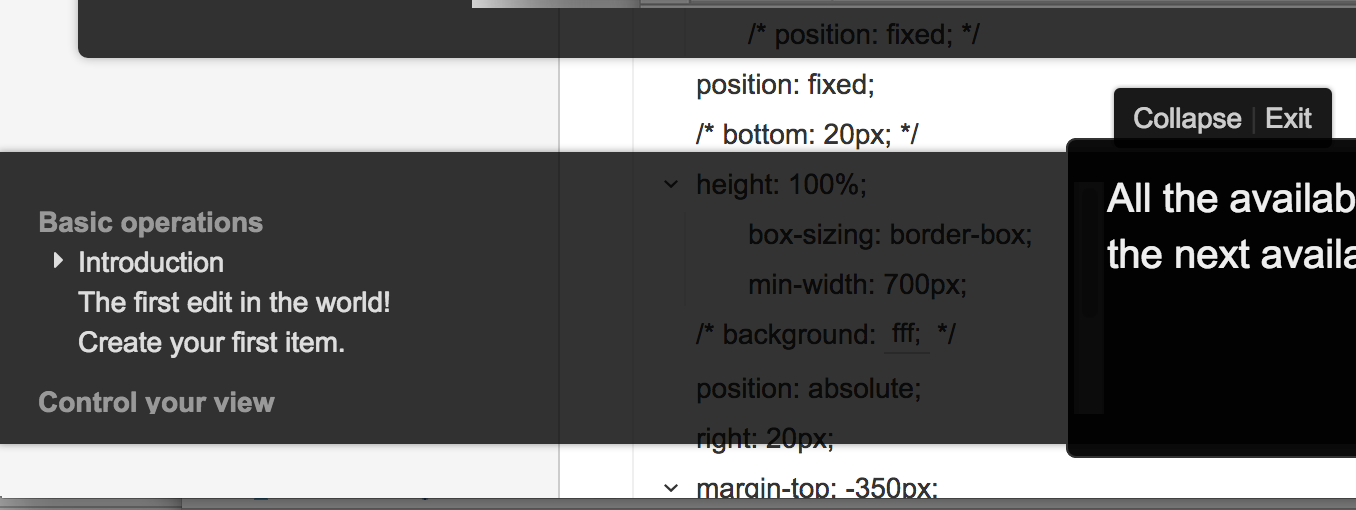 /* position: fixed; */
position: fixed;
/* bottom: 20px; */
height: 100%;
box-sizing: border-box;
min-width: 700px;
/* background: fff; */
position: absolute;
right: 20px;
margin-top: -350px;
Basic operations
Introduction
The first edit in the world!
Create your first item.
Control your view
Collapse | Exit
All the availab
the next availa